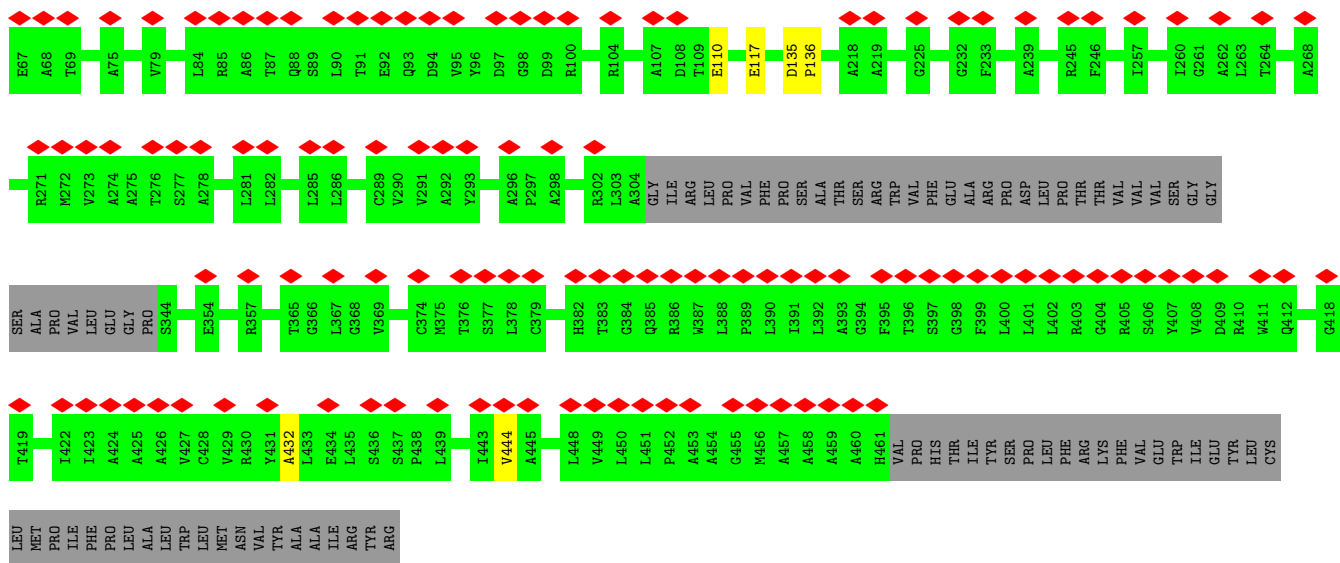 E67 A68 T69 A75 V79 L84 R85 A86 T87 Q88 S89 L90 T91 E92 Q93 D94 V95 Y96 D97 G98 D99 R100 R104 A107 D108 T109 E110 E117 D135 P136 A218 A219 G225 G232 F233 A239 R245 F246 I257 I260 G261 A262 L263 T264 A268
R271 M272 V273 A274 A275 T276 S277 A278 L281 L282 L285 L286 C289 V290 V291 A292 Y293 A296 P297 A298 R302 L303 A304 GLY ILE ARG LEU PRO VAL PHE PRO SER ALA THR SER ARG TRP VAL PHE GLU ALA ARG PRO ASP LEU PRO THR THR VAL VAL VAL SER GLY GLY
SER ALA PRO VAL LEU GLU GLY PRO S344 E354 R357 T365 G366 L367 G368 V369 C374 M375 T376 S377 L378 C379 H382 T383 G384 Q385 R386 W387 L388 P389 L390 I391 L392 A393 G394 F395 T396 S397 G398 F399 L400 L401 L402 R403 G404 R405 S406 Y407 V408 D409 R410 W411 Q412 G418
T419 I422 I423 A424 A425 A426 V427 C428 V429 R430 Y431 A432 L433 E434 L435 S436 S437 P438 L439 I443 V444 A445 L448 V449 L450 L451 P452 A453 A454 G455 M456 A457 A458 A459 A460 H461 VAL PRO HIS THR ILE TYR SER PRO LEU PHE ARG LYS PHE VAL GLU TRP ILE GLU TYR LEU CYS
LEU MET PRO ILE PHE PRO LEU ALA LEU TRP LEU MET ASN VAL TYR ALA ALA ILE ARG TYR ARG